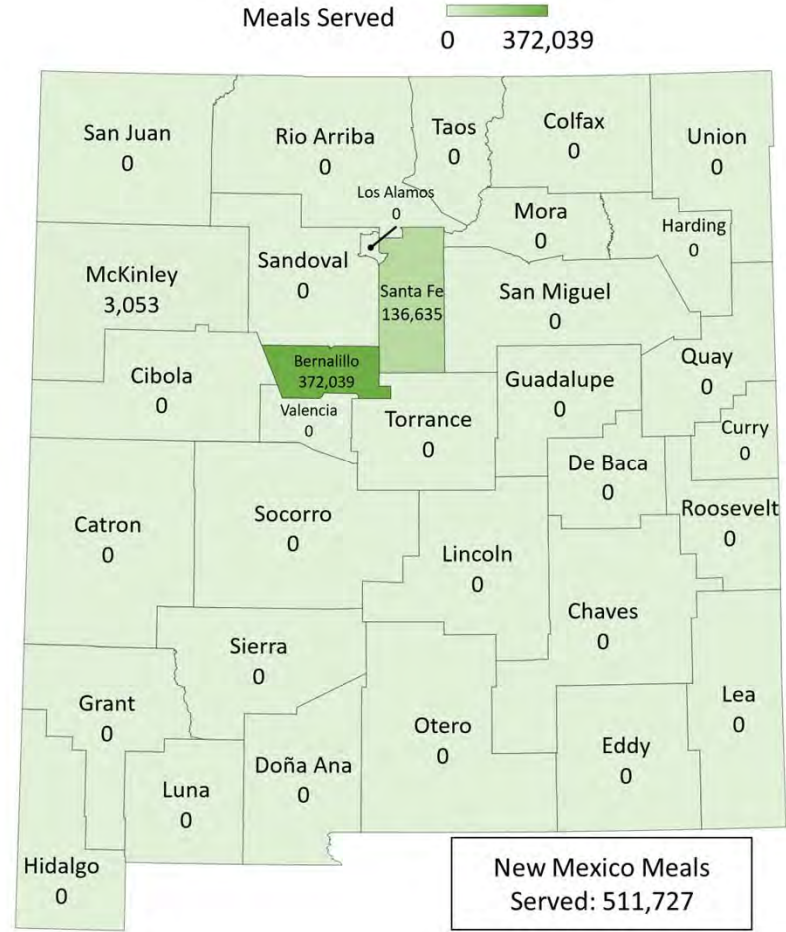 Meals Served
0 372,039
San Juan
0
Rio Arriba
0
Taos
0
Colfax
0
Union
0
Los Alamos
0
Mora
0
Harding
0
McKinley
3,053
Sandoval
0
Santa Fe
136,635
San Miguel
0
Cibola
0
Bernalillo
372,039
Valencia
0
Torrance
0
Guadalupe
0
Quay
0
Curry
0
De Baca
0
Roosevelt
0
Catron
0
Socorro
0
Lincoln
0
Chaves
0
Sierra
0
Grant
0
Lea
0
Otero
0
Eddy
0
Doña Ana
0
Luna
0
Hidalgo
0
New Mexico Meals
Served: 511,727